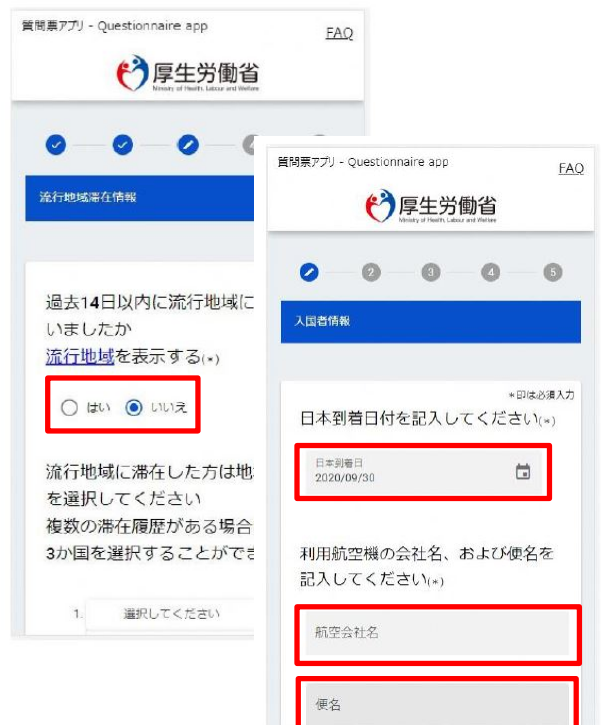 質問票アプリ - Questionnaire app
FAQ
厚生労働省
Ministry of Health, Labour and Welfare
流行地域滞在情報
過去14日以内に流行地域に
いましたか
流行地域を表示する(*)
はい いいえ
流行地域に滞在した方は地
を選択してください
複数の滞在履歴がある場合
3か国を選択することができ
1. 選択してください
質問票アプリ - Questionnaire app
FAQ
厚生労働省
Ministry of Health, Labour and Welfare
2 3 4 5
入国者情報
*印は必須入力
日本到着日付を記入してください(*)
日本到着日
2020/09/30
利用航空機の会社名、および便名を
記入してください(*)
航空会社名
便名